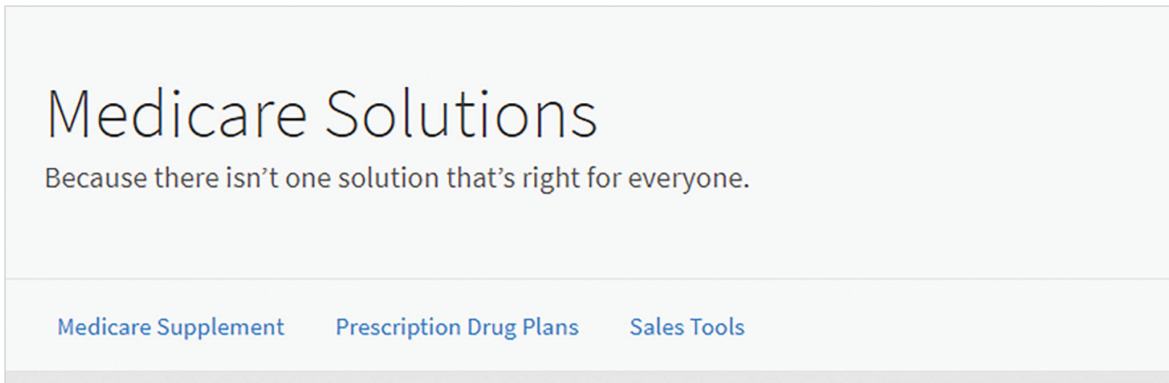 Medicare Solutions
Because there isn’t one solution that’s right for everyone.
Medicare Supplement Prescription Drug Plans Sales Tools